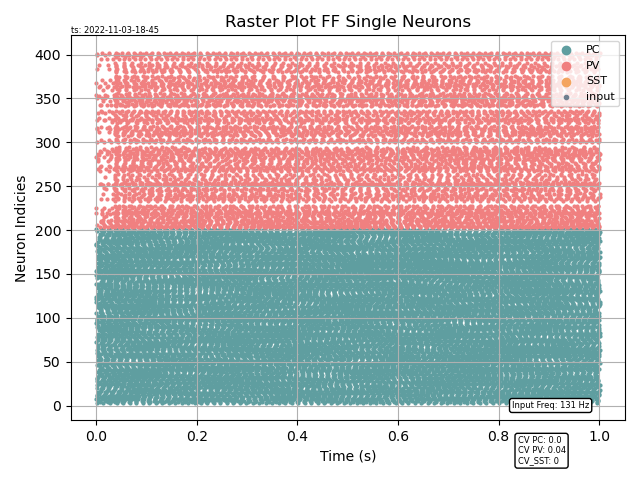 Raster Plot FF Single Neurons
ts: 2022-11-03-18-45
PC
PV
SST
input
400
350
300
250
200
150
100
50
0
Neuron Indicies
Input Freq: 131 Hz
0.0 0.2 0.4 0.6 0.8 1.0
Time (s)
CV PC: 0.0
CV PV: 0.04
CV_SST: 0